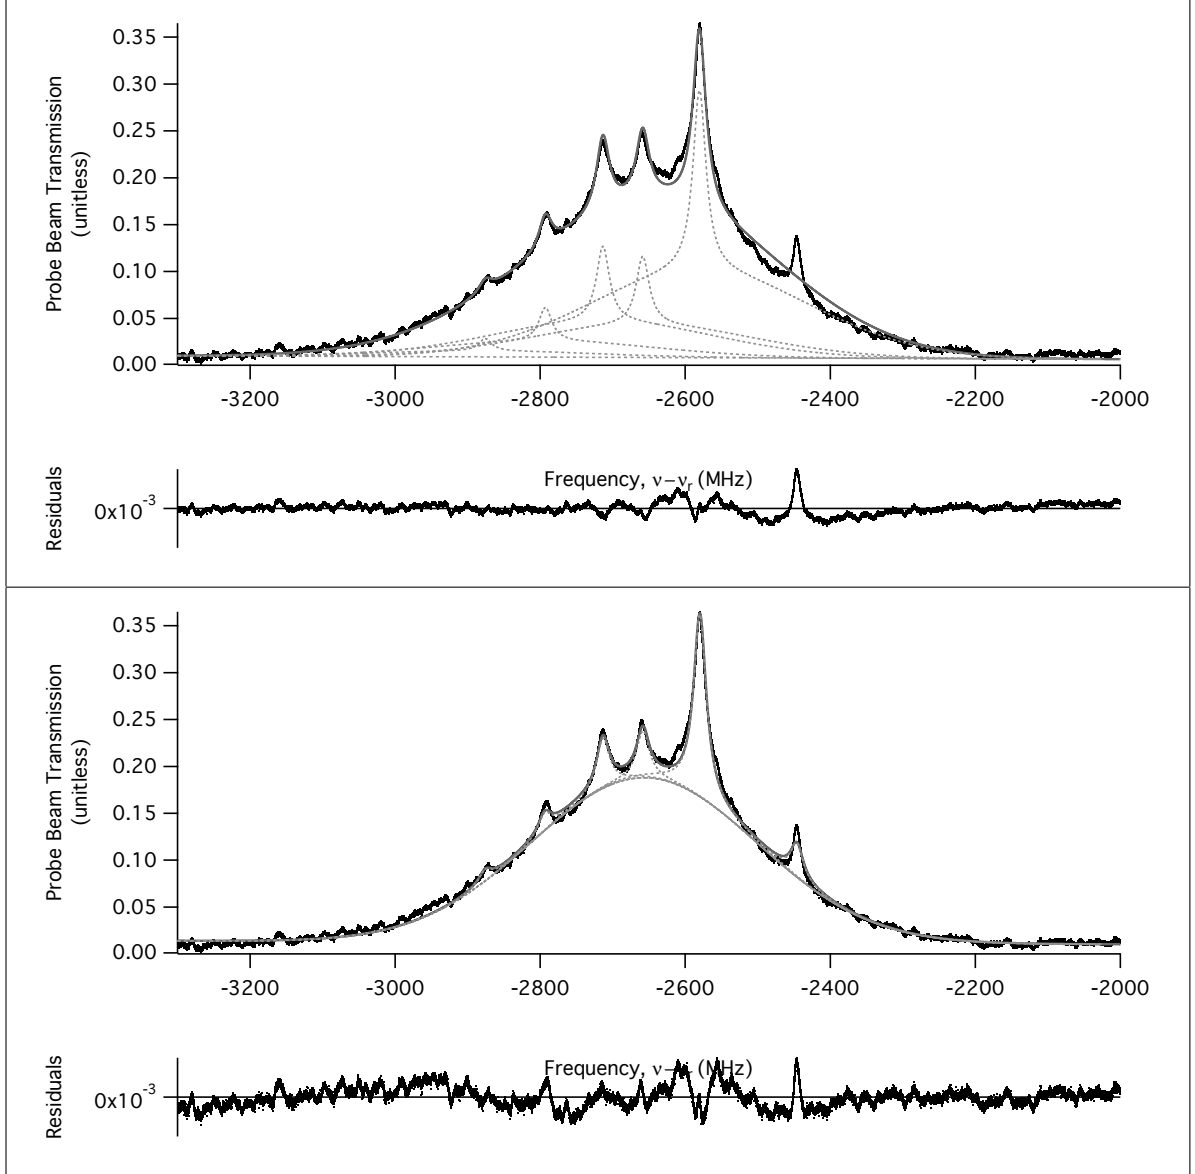 Probe Beam Transmission
(unitless)
0.35
0.30
0.25
0.20
0.15
0.10
0.05
0.00
-3200 -3000 -2800 -2600 -2400 -2200 -2000
Residuals
0x10-3
Frequency, ν−νr (MHz)
Probe Beam Transmission
(unitless)
0.35
0.30
0.25
0.20
0.15
0.10
0.05
0.00
-3200 -3000 -2800 -2600 -2400 -2200 -2000
Residuals
0x10-3
Frequency, ν− (MHz)